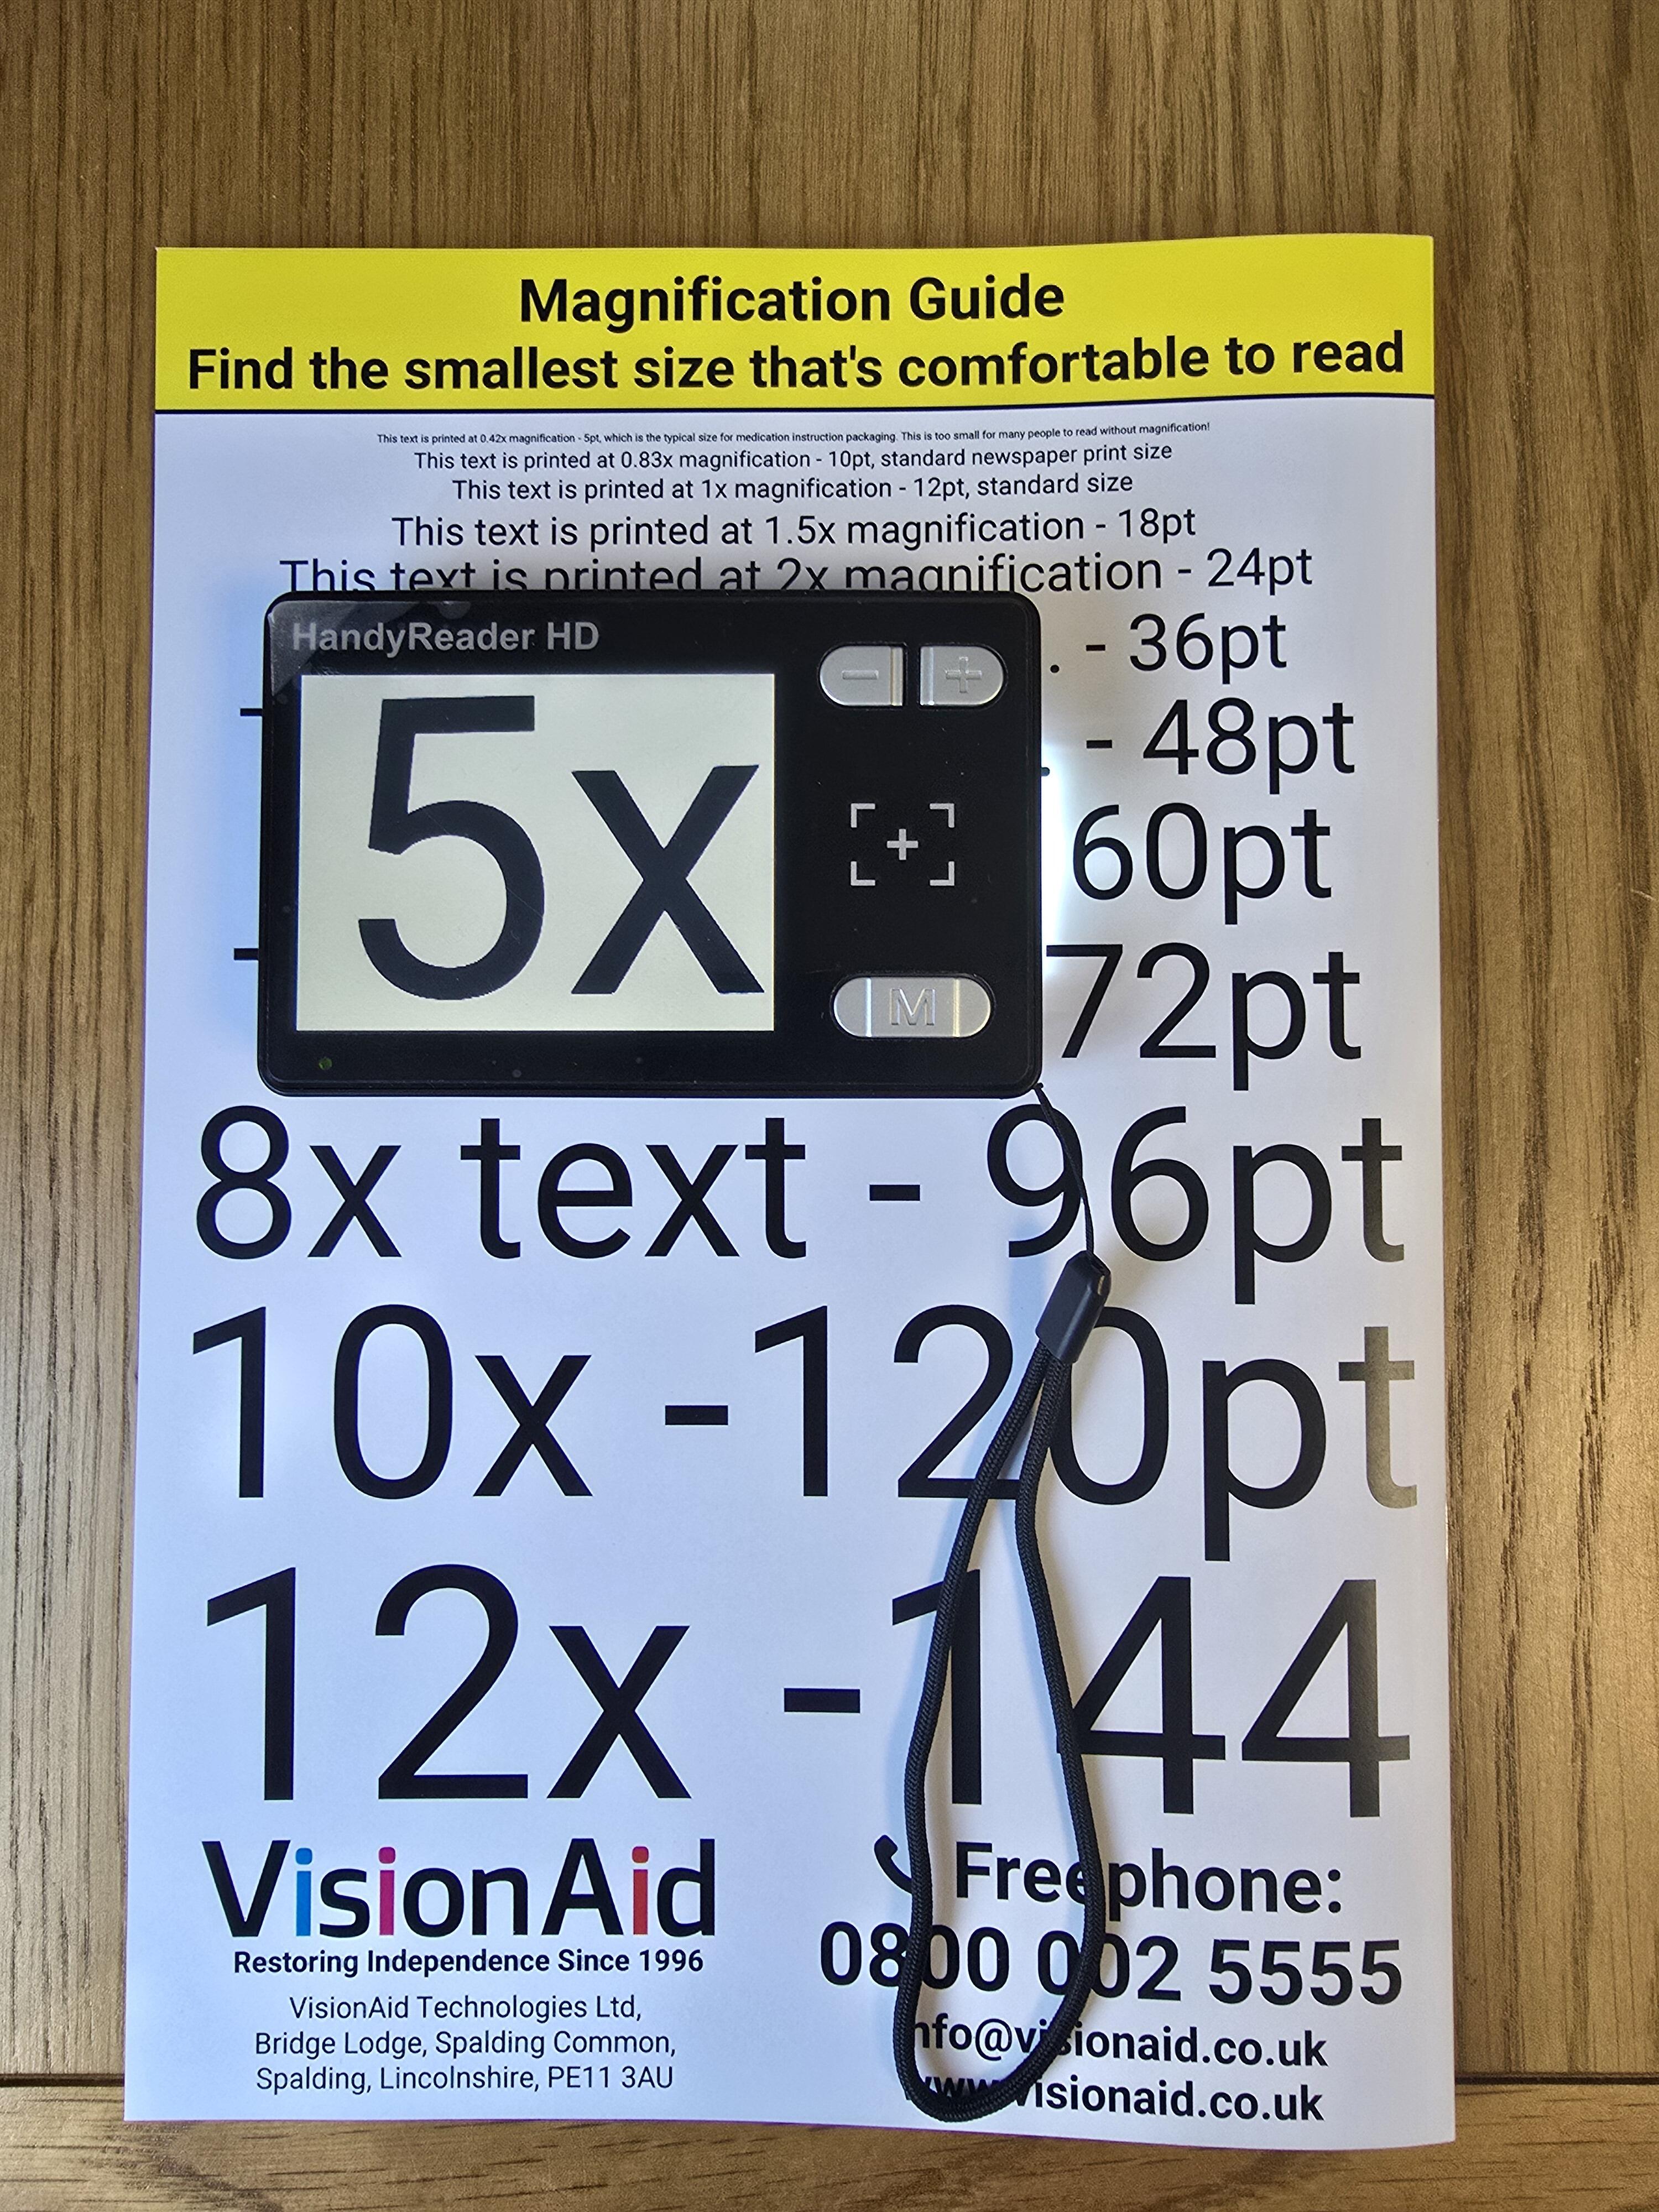 Magnification Guide
Find the smallest size that's comfortable to read
This text is printed at 0.42x magnification - 5pt, which is the typical size for medication instruction packaging. This is too small for many people to read without magnification!
This text is printed at 0.83x magnification - 10pt, standard newspaper print size
This text is printed at 1x magnification - 12pt, standard size
This text is printed at 1.5x magnification - 18pt
This text is printed at 2x magnification - 24pt
HandyReader HD
- +
. - 36pt
5x
. - 48pt
60pt
+
72pt
M
8x text - 96pt
10x -120pt
12x -144
VisionAid
Restoring Independence Since 1996
VisionAid Technologies Ltd,
Bridge Lodge, Spalding Common,
Spalding, Lincolnshire, PE11 3AU
Freephone:
0800 002 5555
info@visionaid.co.uk
www.visionaid.co.uk